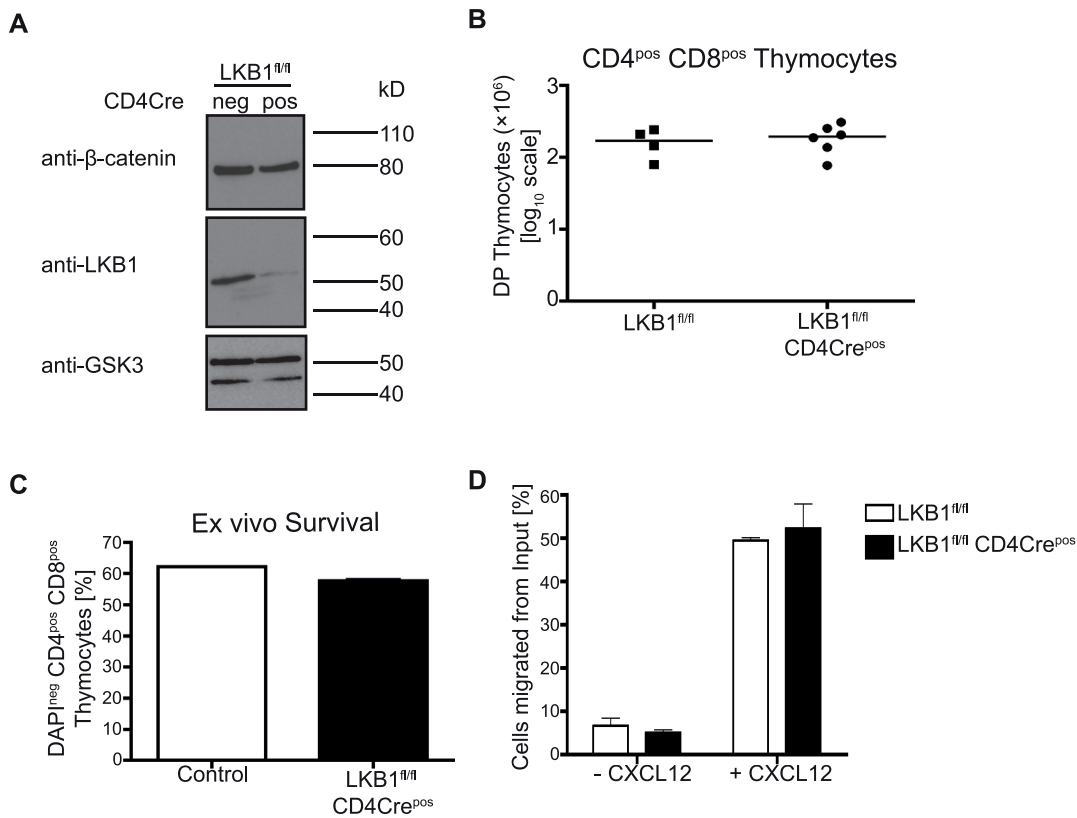 A
LKB1fl/fl
CD4Cre neg pos kD
anti-β-catenin
110
80
anti-LKB1
60
50
40
anti-GSK3
50
40
B
CD4pos CD8pos Thymocytes
DP Thymocytes (×10⁶)
[log₁₀ scale]
3
2
1
0
LKB1fl/fl
LKB1fl/fl
CD4Crepos
C
Ex vivo Survival
DAPIneg CD4pos CD8pos
Thymocytes [%]
70
60
50
40
30
20
10
0
Control
LKB1fl/fl
CD4Crepos
D
Cells migrated from Input [%]
60
50
40
30
20
10
0
- CXCL12
+ CXCL12
LKB1fl/fl
LKB1fl/fl CD4Crepos